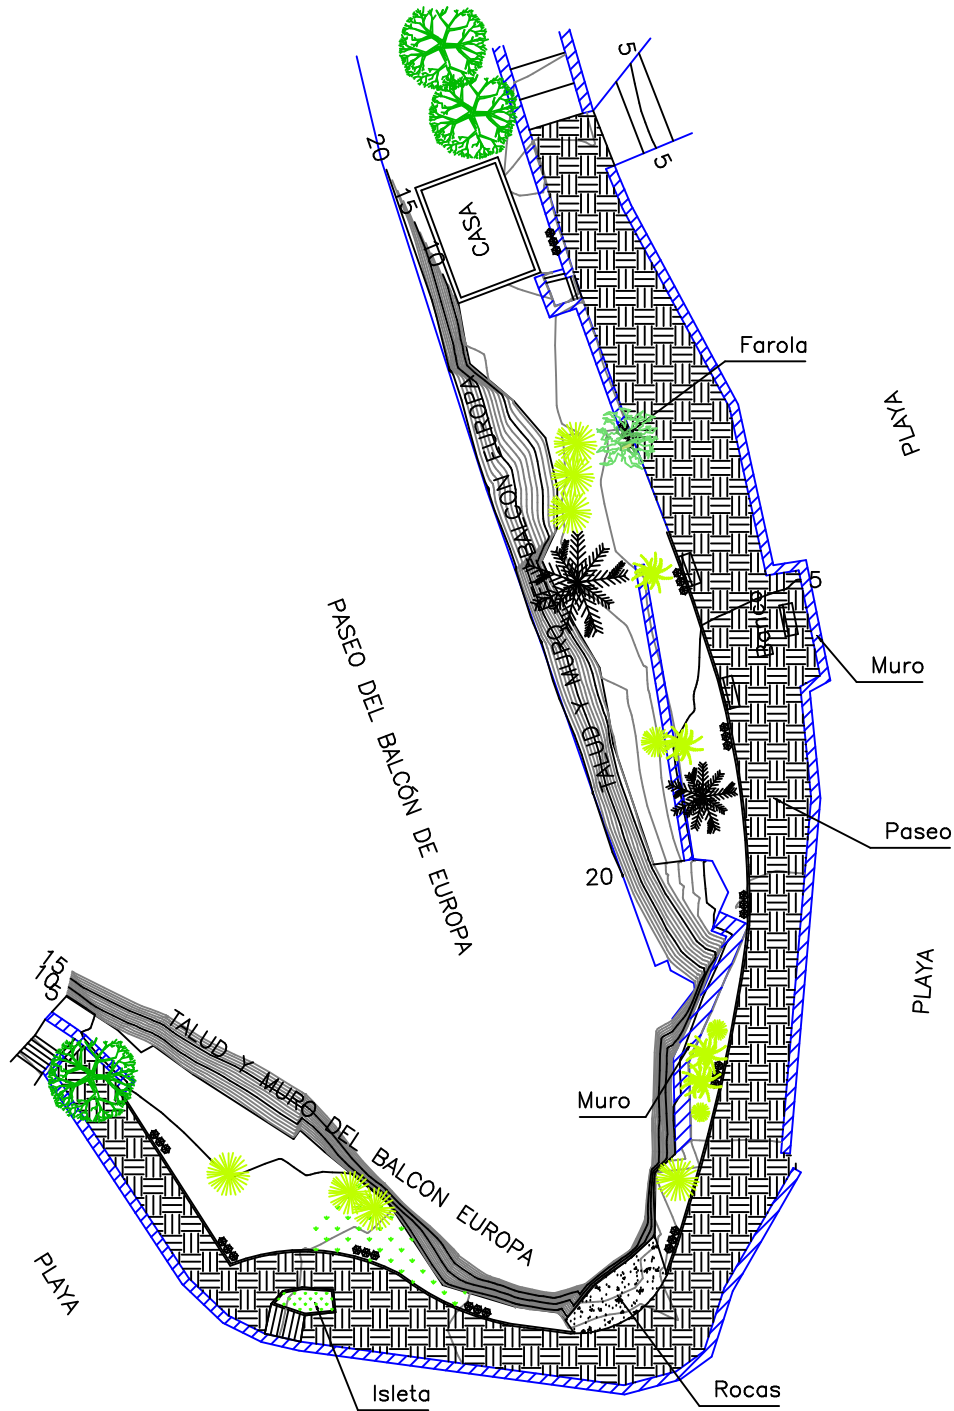 5
5
20
15
10
CASA
Farola
PLAYA
TALUD Y MURO DEL BALCON EUROPA
5
Banco
Muro
PASEO DEL BALCÓN DE EUROPA
Paseo
20
PLAYA
15
10
5
TALUD Y MURO DEL BALCON EUROPA
Muro
PLAYA
Isleta
Rocas